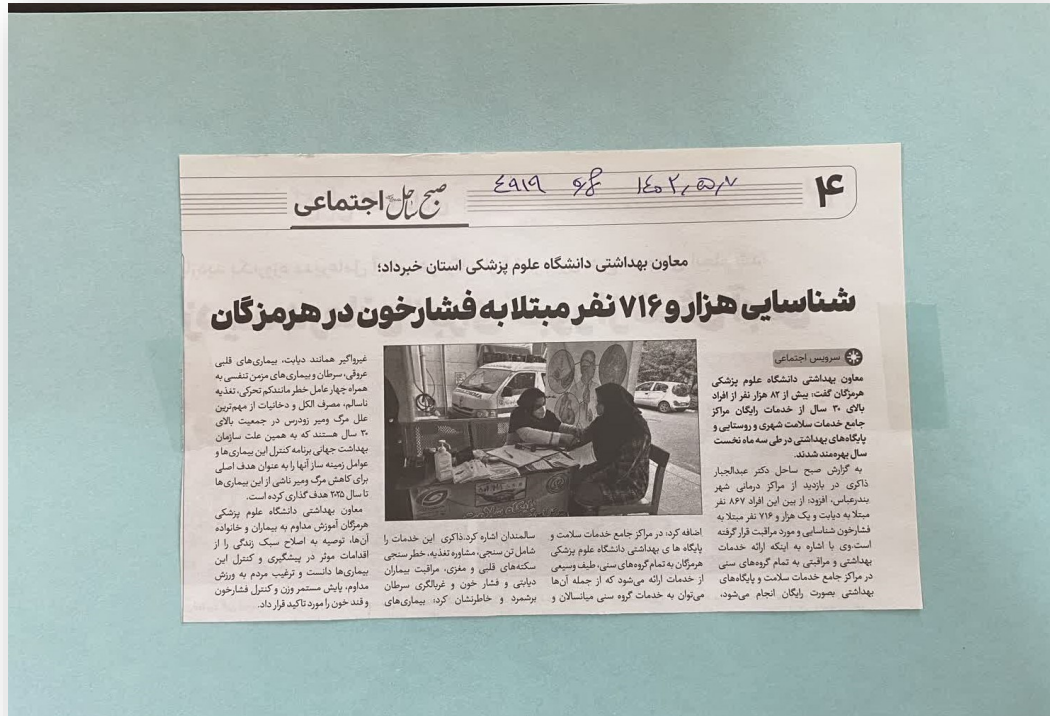 ۴
۱۴۰۲٫۵٫۷
٤٩١٩
صبح ساحل اجتماعی
معاون بهداشتی دانشگاه علوم پزشکی استان خبرداد؛
شناسایی هزار و ۷۱۶ نفر مبتلا به فشارخون در هرمزگان
سرویس اجتماعی
معاون بهداشتی دانشگاه علوم پزشکی
هرمزگان گفت: بیش از ۸۲ هزار نفر از افراد
بالای ۳۰ سال از خدمات رایگان مراکز
جامع خدمات سلامت شهری و روستایی و
پایگاه‌های بهداشتی در طی سه ماه نخست
سال بهره‌مند شدند.
به گزارش صبح ساحل دکتر عبدالجبار
ذاکری در بازدید از مراکز درمانی شهر
بندرعباس، افزود: از بین این افراد ۸۶۷ نفر
مبتلا به دیابت و یک هزار و ۷۱۶ نفر مبتلا به
فشارخون شناسایی و مورد مراقبت قرار گرفته
است.وی با اشاره به اینکه ارائه خدمات
بهداشتی و مراقبتی به تمام گروه‌های سنی
در مراکز جامع خدمات سلامت و پایگاه‌های
بهداشتی بصورت رایگان انجام می‌شود،
اضافه کرد: در مراکز جامع خدمات سلامت و
پایگاه ها ی بهداشتی دانشگاه علوم پزشکی
هرمزگان به تمام گروه‌های سنی، طیف وسیعی
از خدمات ارائه می‌شود که از جمله آن‌ها
می‌توان به خدمات گروه سنی میانسالان و
سالمندان اشاره کرد.ذاکری این خدمات را
شامل تن سنجی، مشاوره تغذیه، خطر سنجی
سکته‌های قلبی و مغزی، مراقبت بیماران
دیابتی و فشار خون و غربالگری سرطان
برشمرد و خاطرنشان کرد: بیماری‌های
غیرواگیر همانند دیابت، بیماری‌های قلبی
عروقی، سرطان و بیماری‌های مزمن تنفسی به
همراه چهار عامل خطر مانندکم تحرکی، تغذیه
ناسالم، مصرف الکل و دخانیات از مهم‌ترین
علل مرگ ومیر زودرس در جمعیت بالای
۳۰ سال هستند که به همین علت سازمان
بهداشت جهانی برنامه کنترل این بیماری‌ها و
عوامل زمینه ساز آنها را به عنوان هدف اصلی
برای کاهش مرگ ومیر ناشی از این بیماری‌ها
تا سال ۲۰۲۵ هدف گذاری کرده است.
معاون بهداشتی دانشگاه علوم پزشکی
هرمزگان آموزش مداوم به بیماران و خانواده
آن‌ها، توصیه به اصلاح سبک زندگی را از
اقدامات موثر در پیشگیری و کنترل این
بیماری‌ها دانست و ترغیب مردم به ورزش
مداوم، پایش مستمر وزن و کنترل فشارخون
و قند خون را مورد تاکید قرار داد.